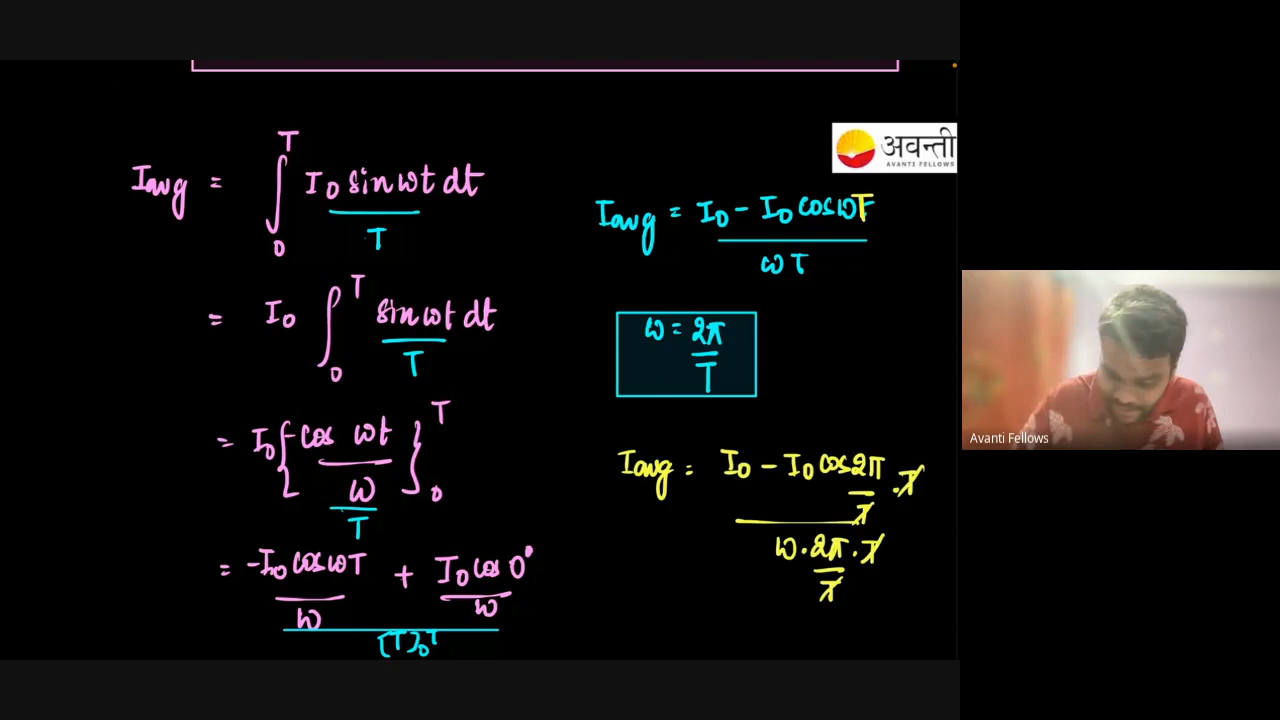 Iavg = ∫₀ᵀ I₀ sin ωt dt / T
= I₀ ∫₀ᵀ sin ωt dt / T
= I₀ { -cos ωt / ω / T }₀ᵀ
= -I₀ cos ωT / ω + I₀ cos 0° / ω
[T]₀ᵀ
अवन्ती
AVANTI FELLOWS
Iavg = I₀ - I₀ cos ωT / ωT
ω = 2π / T
Iavg = I₀ - I₀ cos 2π / T . T
ω . 2π / T . T
Avanti Fellows